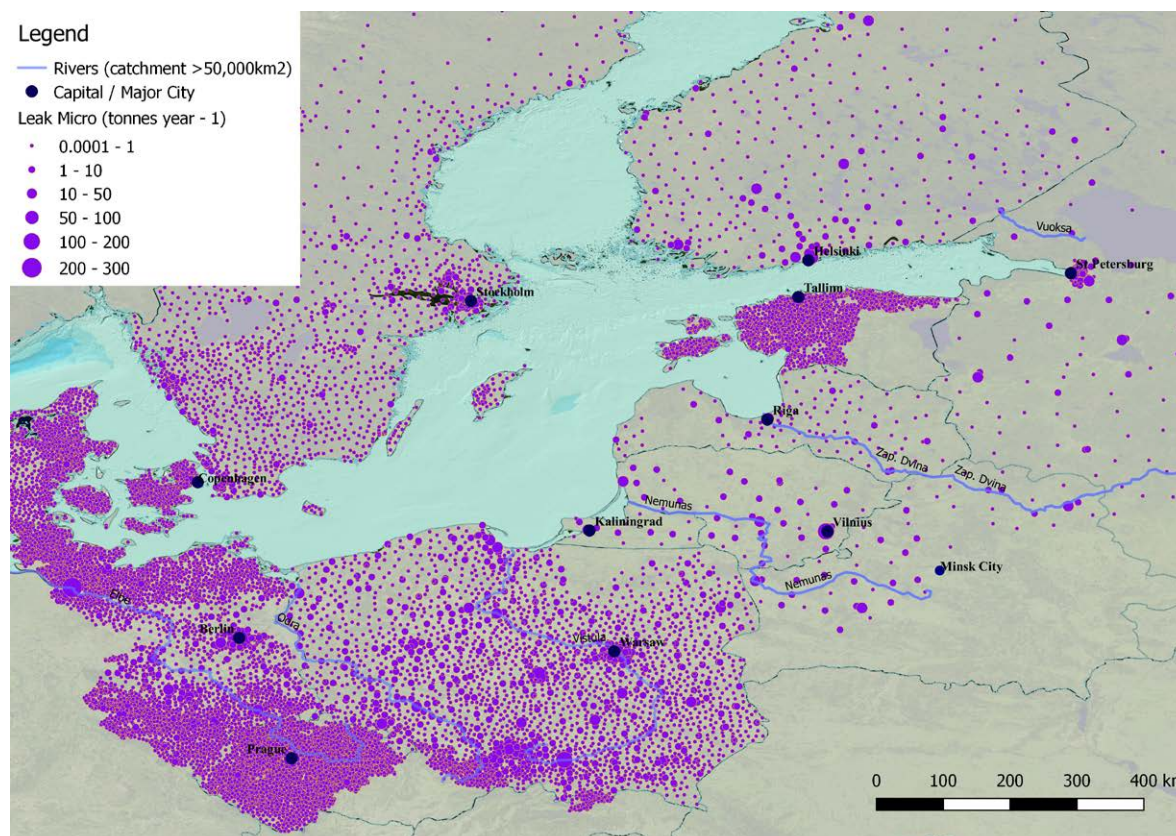 Legend
Rivers (catchment >50,000km2)
Capital / Major City
Leak Micro (tonnes year - 1)
0.0001 - 1
1 - 10
10 - 50
50 - 100
100 - 200
200 - 300
Vuoksa
Helsinki
St Petersburg
Stockholm
Tallinn
Riga
Zap. Dvina
Zap. Dvina
Copenhagen
Nemunas
Kaliningrad
Vilnius
Minsk City
Nemunas
Elbe
Odra
Berlin
Vistula
Warsaw
Prague
0 100 200 300 400 km